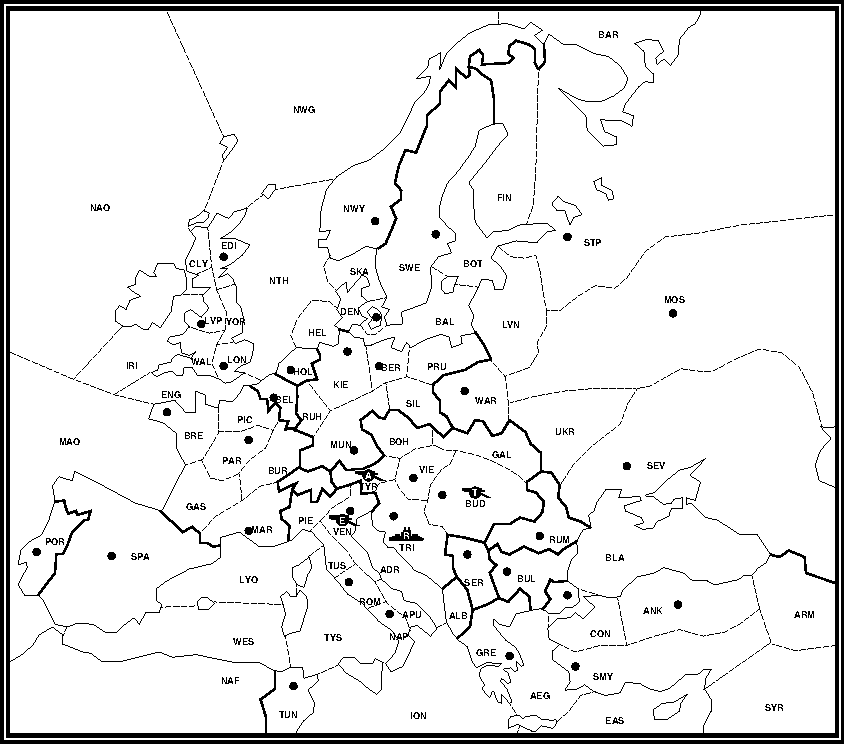 BAR
NWG
NAO
FIN
NWY
STP
EDI
CLY
SKA
SWE
BOT
NTH
MOS
DEN
LVP
YOR
BAL
LVN
HEL
IRI
WAL
LON
HOL
BER
PRU
KIE
ENG
BEL
WAR
SIL
RUH
PIC
BRE
UKR
MAO
BOH
MUN
GAL
PAR
BUR
VIE
SEV
A
TYR
T
BUD
GAS
E
PIE
VEN
MAR
R
RUM
POR
TRI
SPA
BLA
TUS
ADR
LYO
SER
BUL
ROM
ANK
APU
ALB
ARM
CON
NAP
TYS
WES
GRE
NAF
SMY
AEG
SYR
TUN
ION
EAS